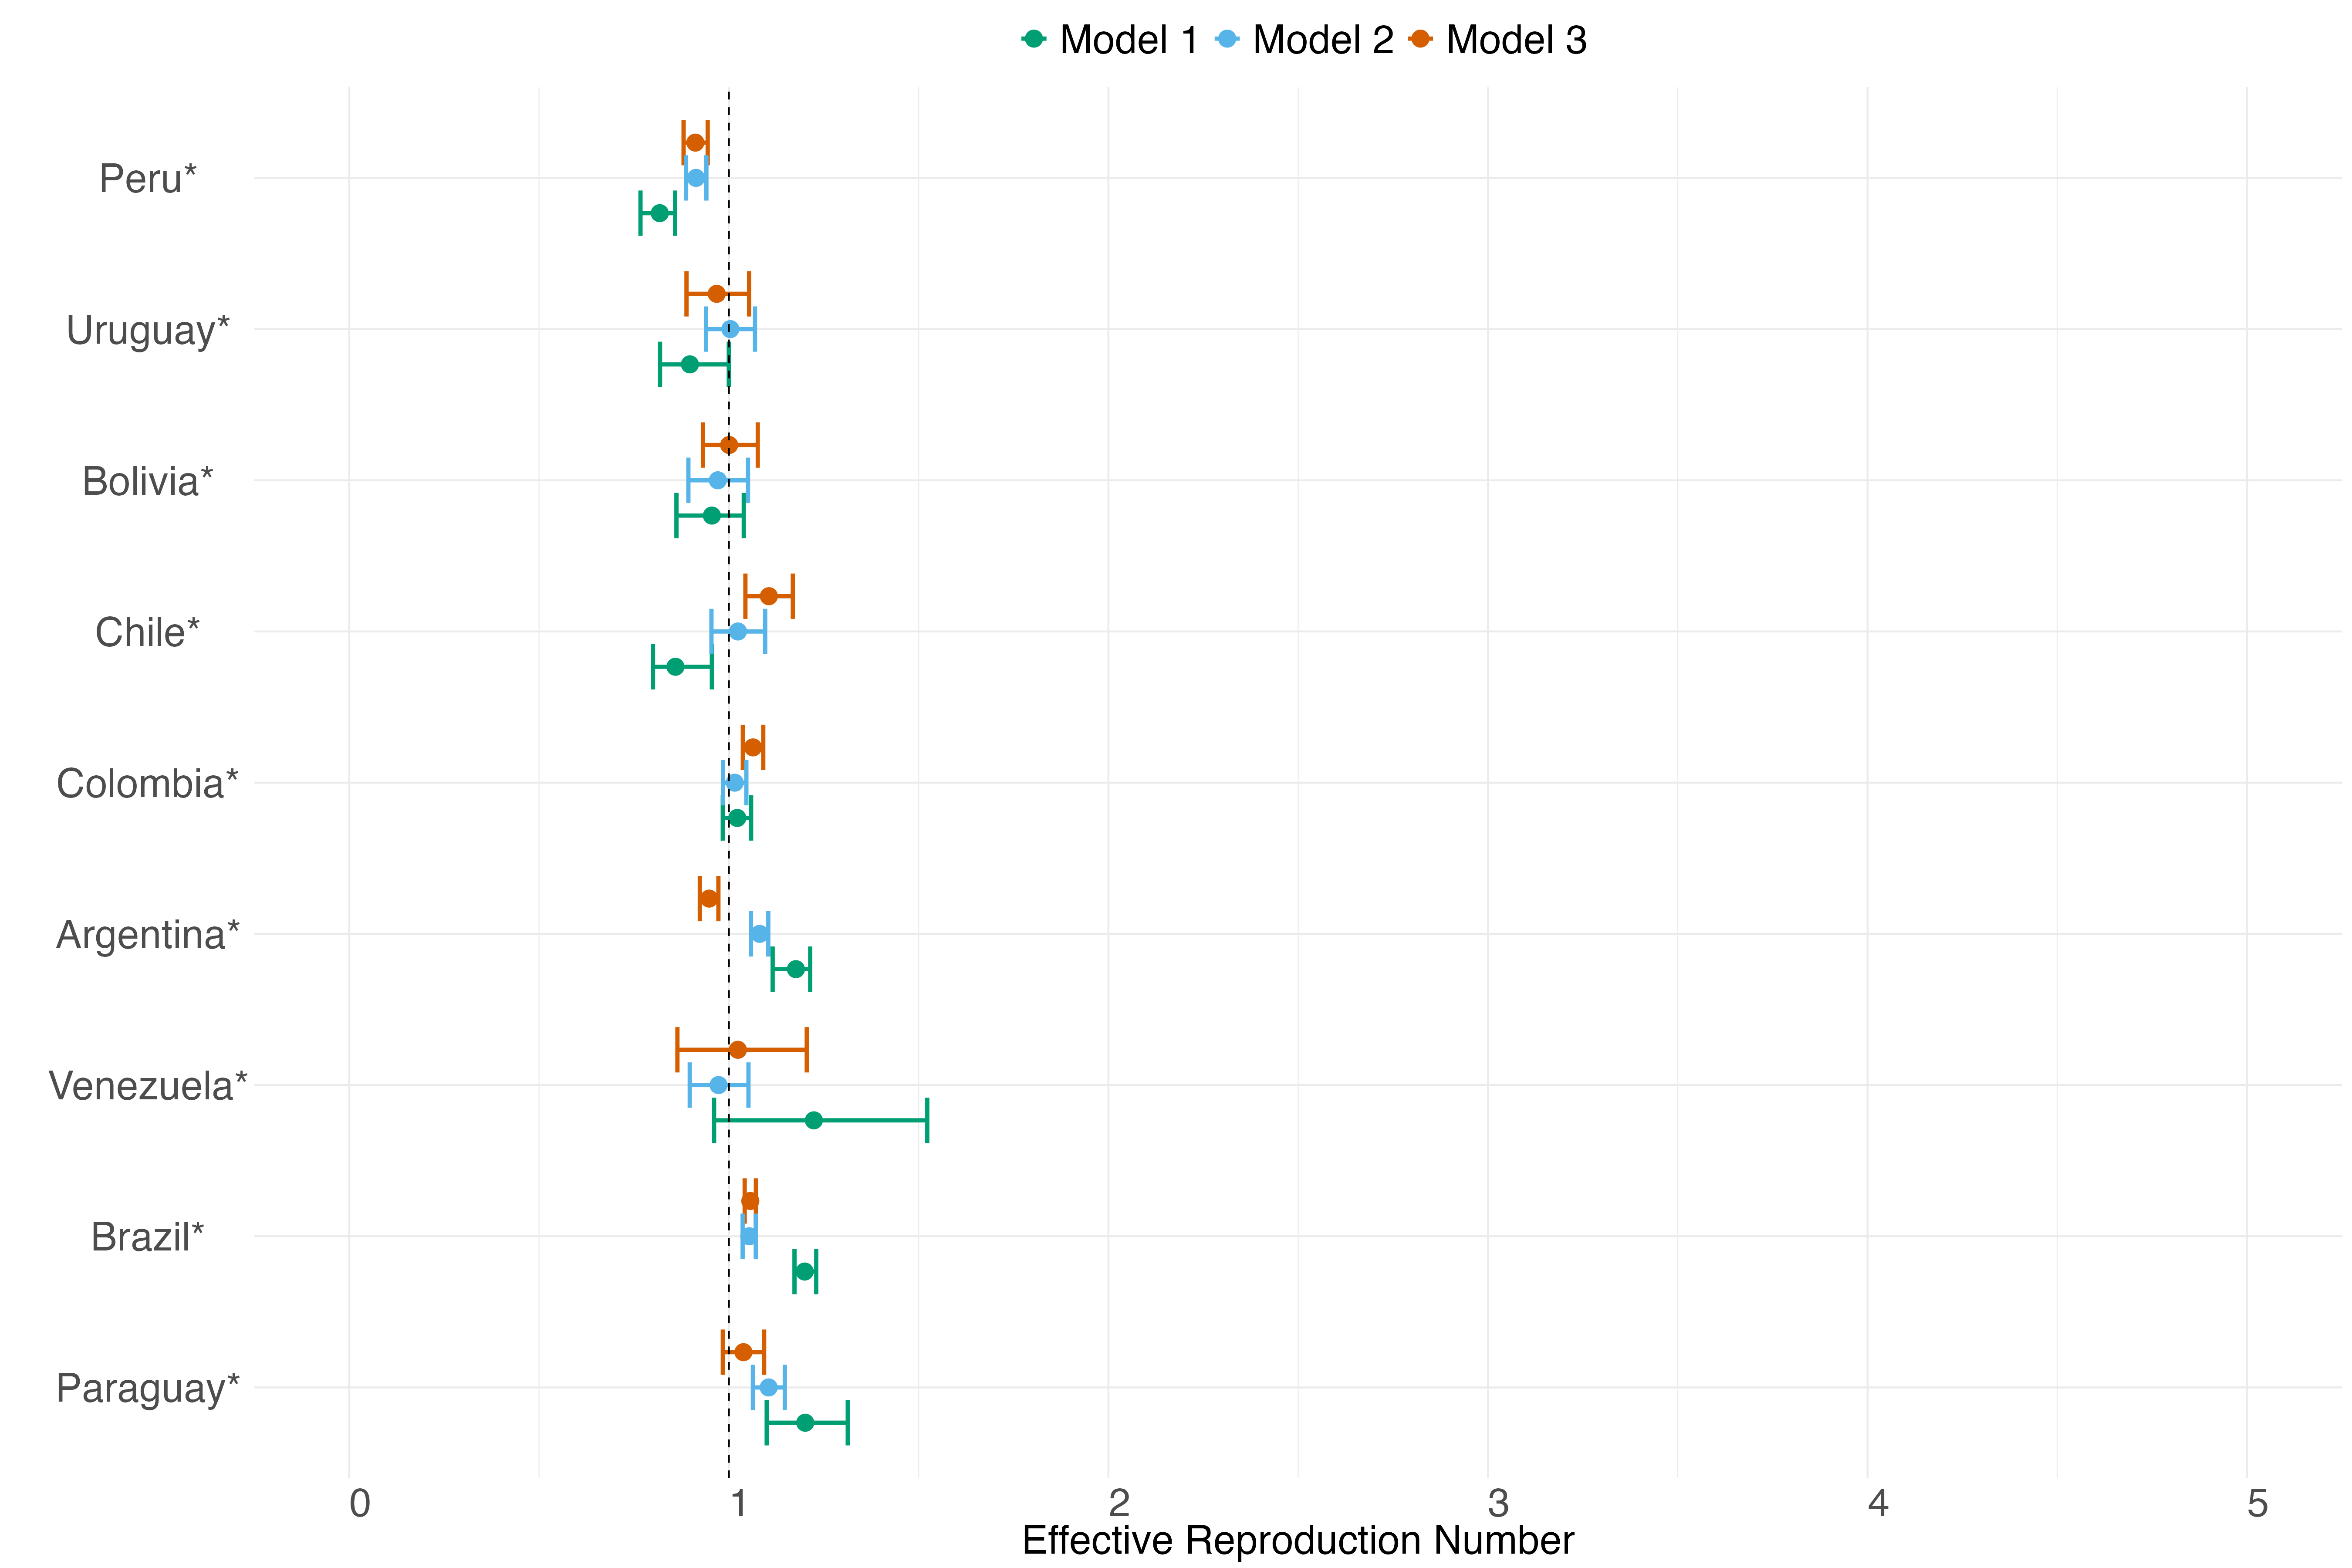 Model 1 Model 2 Model 3
Peru*
Uruguay*
Bolivia*
Chile*
Colombia*
Argentina*
Venezuela*
Brazil*
Paraguay*
0 1 2 3 4 5
Effective Reproduction Number